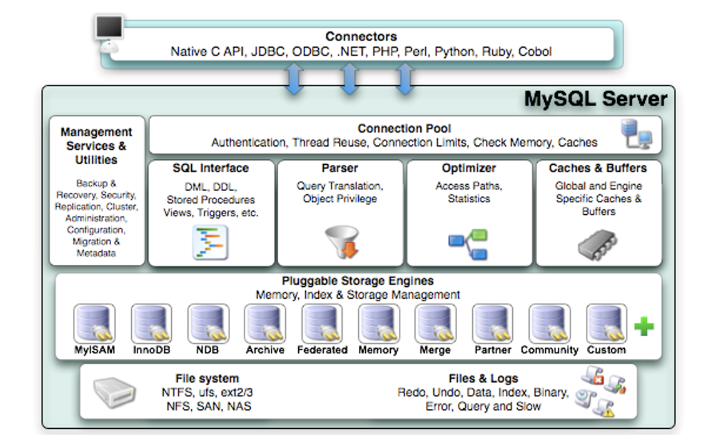 Connectors
Native C API, JDBC, ODBC, .NET, PHP, Perl, Python, Ruby, Cobol
MySQL Server
Management
Services &
Utilities
Backup &
Recovery, Security,
Replication, Cluster,
Administration,
Configuration,
Migration &
Metadata
Connection Pool
Authentication, Thread Reuse, Connection Limits, Check Memory, Caches
SQL Interface
DML, DDL,
Stored Procedures
Views, Triggers, etc.
Parser
Query Translation,
Object Privilege
Optimizer
Access Paths,
Statistics
Caches & Buffers
Global and Engine
Specific Caches &
Buffers
Pluggable Storage Engines
Memory, Index & Storage Management
MyISAM
InnoDB
NDB
Archive
Federated
Memory
Merge
Partner
Community
Custom
File system
NTFS, ufs, ext2/3
NFS, SAN, NAS
Files & Logs
Redo, Undo, Data, Index, Binary,
Error, Query and Slow